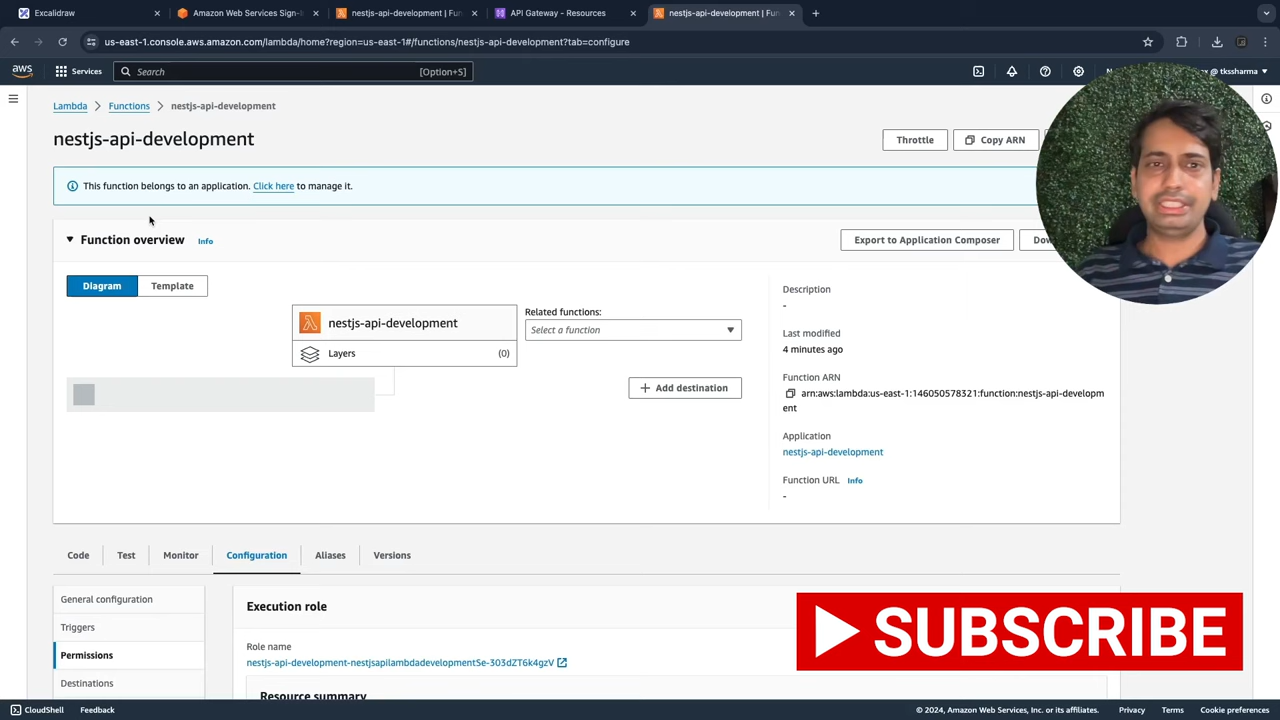 Excalidraw
Amazon Web Services Sign-
nestjs-api-development | Fun
API Gateway - Resources
nestjs-api-development | Fun
us-east-1.console.aws.amazon.com/lambda/home?region=us-east-1#/functions/nestjs-api-development?tab=configure
aws
Services
Search
[Option+S]
@ tkssharma
Lambda
Functions
nestjs-api-development
nestjs-api-development
Throttle
Copy ARN
This function belongs to an application. Click here to manage it.
Function overview
Info
Export to Application Composer
Diagram
Template
nestjs-api-development
Layers
(0)
Related functions:
Select a function
Add destination
Description
-
Last modified
4 minutes ago
Function ARN
arn:aws:lambda:us-east-1:146050578321:function:nestjs-api-developm
ent
Application
nestjs-api-development
Function URL
Info
-
Code
Test
Monitor
Configuration
Aliases
Versions
General configuration
Triggers
Permissions
Destinations
Execution role
Role name
nestjs-api-development-nestjsapilambdadevelopmentSe-303dZT6k4gzV
Resource summary
SUBSCRIBE
CloudShell
Feedback
© 2024, Amazon Web Services, Inc. or its affiliates.
Privacy
Terms
Cookie preferences